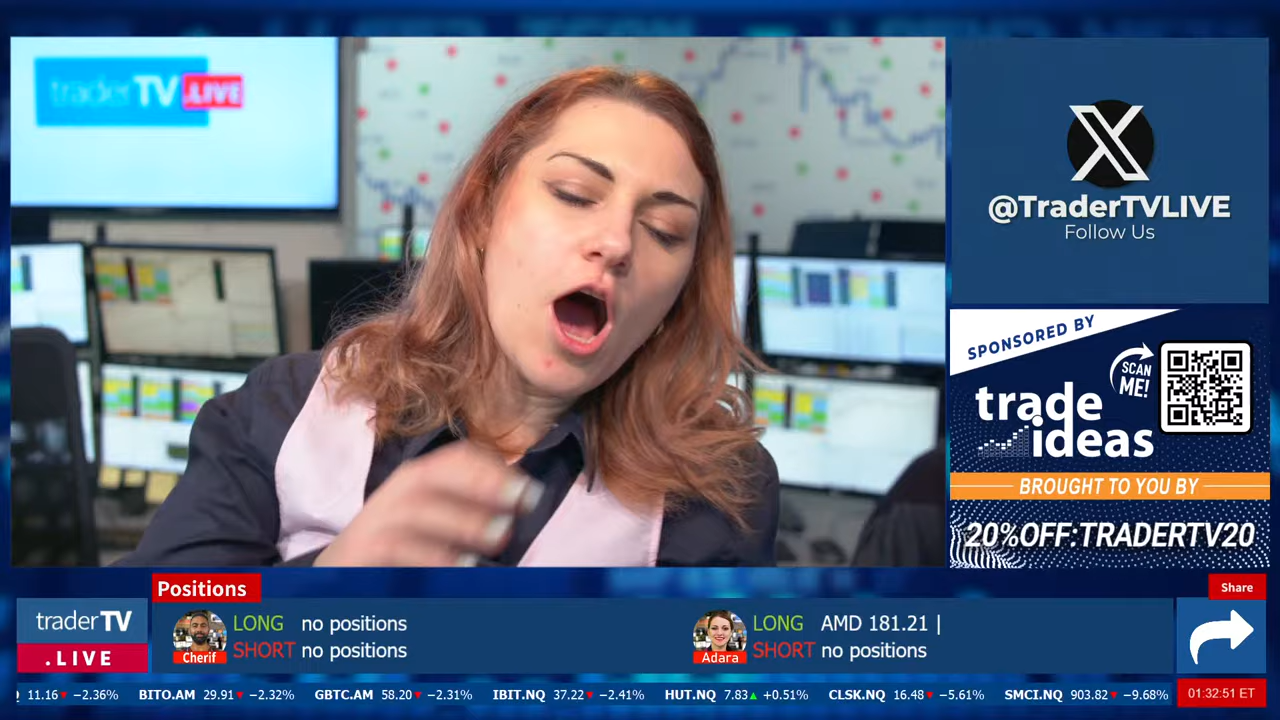 traderTV.LIVE
@TraderTVLIVE
Follow Us
SPONSORED BY
SCAN
ME!
trade
ideas
BROUGHT TO YOU BY
20%OFF:TRADERTV20
Positions
Share
traderTV
.LIVE
Cherif
LONG no positions
SHORT no positions
Adara
LONG AMD 181.21 |
SHORT no positions
11.16 −2.36% BITO.AM 29.91 −2.32% GBTC.AM 58.20 −2.31% IBIT.NQ 37.22 −2.41% HUT.NQ 7.83 +0.51% CLSK.NQ 16.48 −5.61% SMCI.NQ 903.82 −9.68%
01:32:51 ET